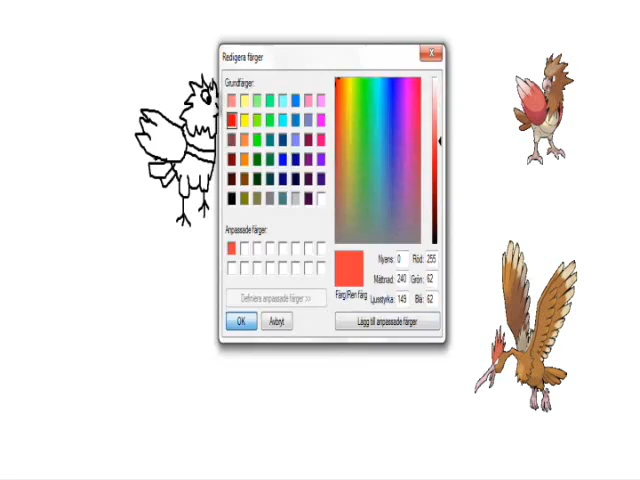 Redigera färger
Grundfärger:
Anpassade färger:
Definiera anpassade färger >>
OK
Avbryt
Färg|Ren färg
Nyans: 0
Röd: 255
Mättnad: 240
Grön: 62
Ljusstyrka: 149
Blå: 62
Lägg till anpassade färger